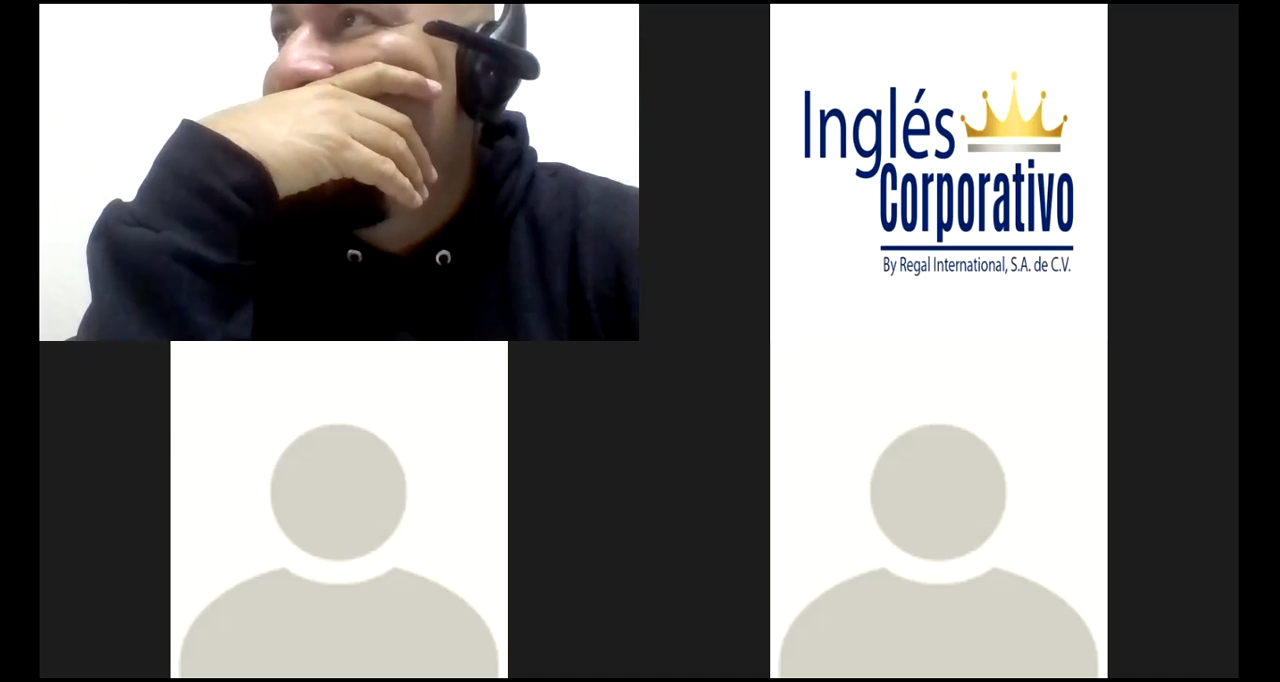 Inglés
Corporativo
By Regal International, S.A. de C.V.